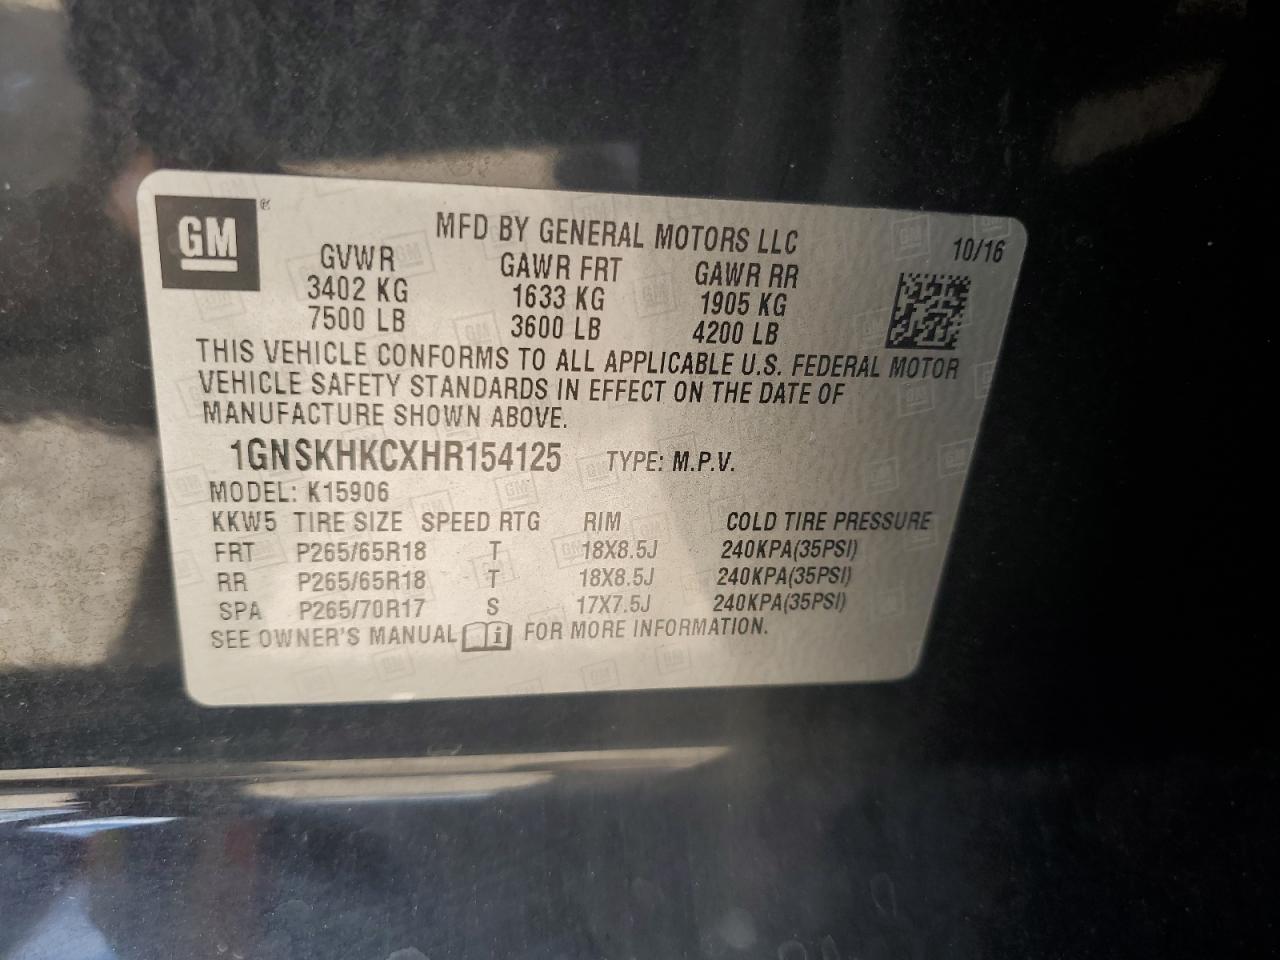 GM®
MFD BY GENERAL MOTORS LLC
10/16
GVWR GAWR FRT GAWR RR
3402 KG 1633 KG 1905 KG
7500 LB 3600 LB 4200 LB
THIS VEHICLE CONFORMS TO ALL APPLICABLE U.S. FEDERAL MOTOR
VEHICLE SAFETY STANDARDS IN EFFECT ON THE DATE OF
MANUFACTURE SHOWN ABOVE.
1GNSKHKCXHR154125 TYPE: M.P.V.
MODEL: K15906
KKW5 TIRE SIZE SPEED RTG RIM COLD TIRE PRESSURE
FRT P265/65R18 T 18X8.5J 240KPA(35PSI)
RR P265/65R18 T 18X8.5J 240KPA(35PSI)
SPA P265/70R17 S 17X7.5J 240KPA(35PSI)
SEE OWNER'S MANUAL i FOR MORE INFORMATION.